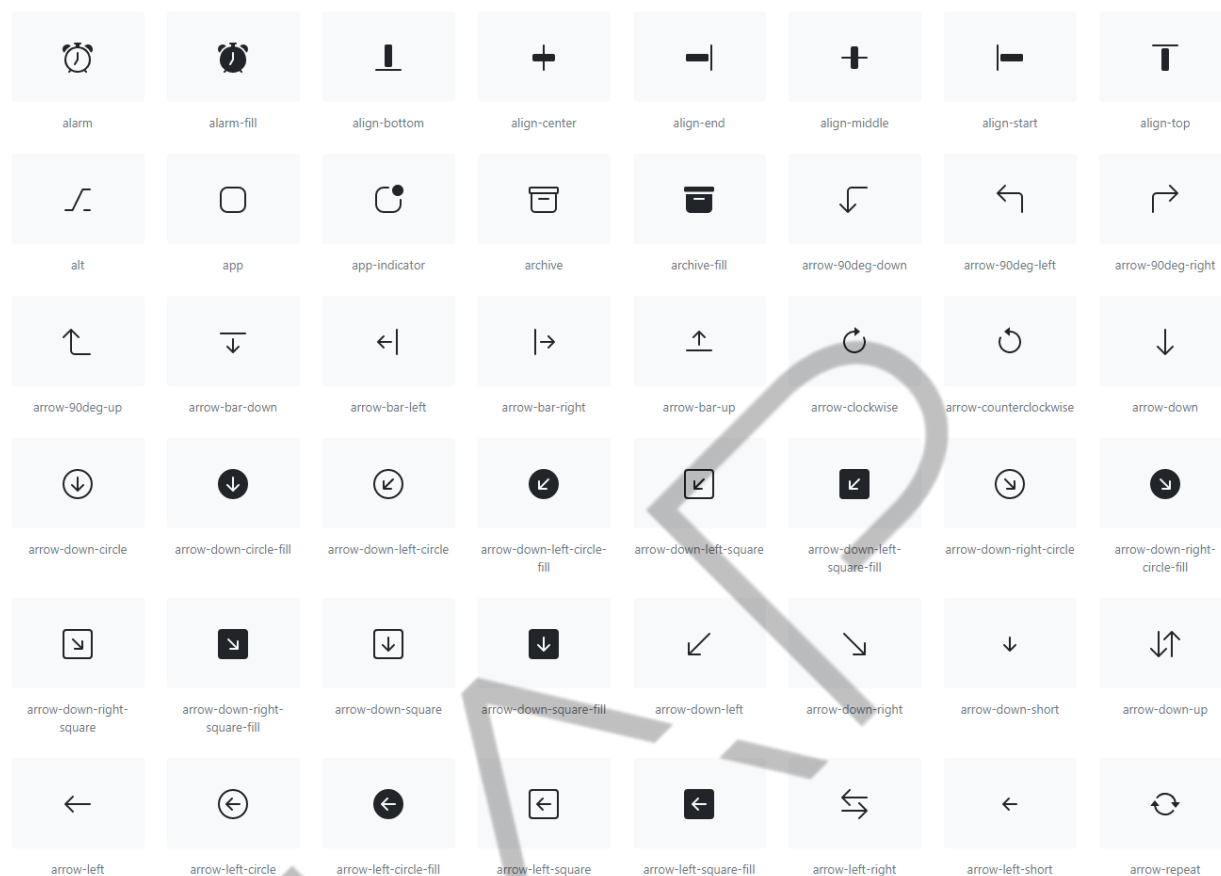 alarm alarm-fill align-bottom align-center align-end align-middle align-start align-top
alt app app-indicator archive archive-fill arrow-90deg-down arrow-90deg-left arrow-90deg-right
arrow-90deg-up arrow-bar-down arrow-bar-left arrow-bar-right arrow-bar-up arrow-clockwise arrow-counterclockwise arrow-down
arrow-down-circle arrow-down-circle-fill arrow-down-left-circle arrow-down-left-circle- arrow-down-left-square arrow-down-left- arrow-down-right-circle arrow-down-right-
fill square-fill circle-fill
arrow-down-right- arrow-down-right- arrow-down-square arrow-down-square-fill arrow-down-left arrow-down-right arrow-down-short arrow-down-up
square square-fill
arrow-left arrow-left-circle arrow-left-circle-fill arrow-left-square arrow-left-square-fill arrow-left-right arrow-left-short arrow-repeat